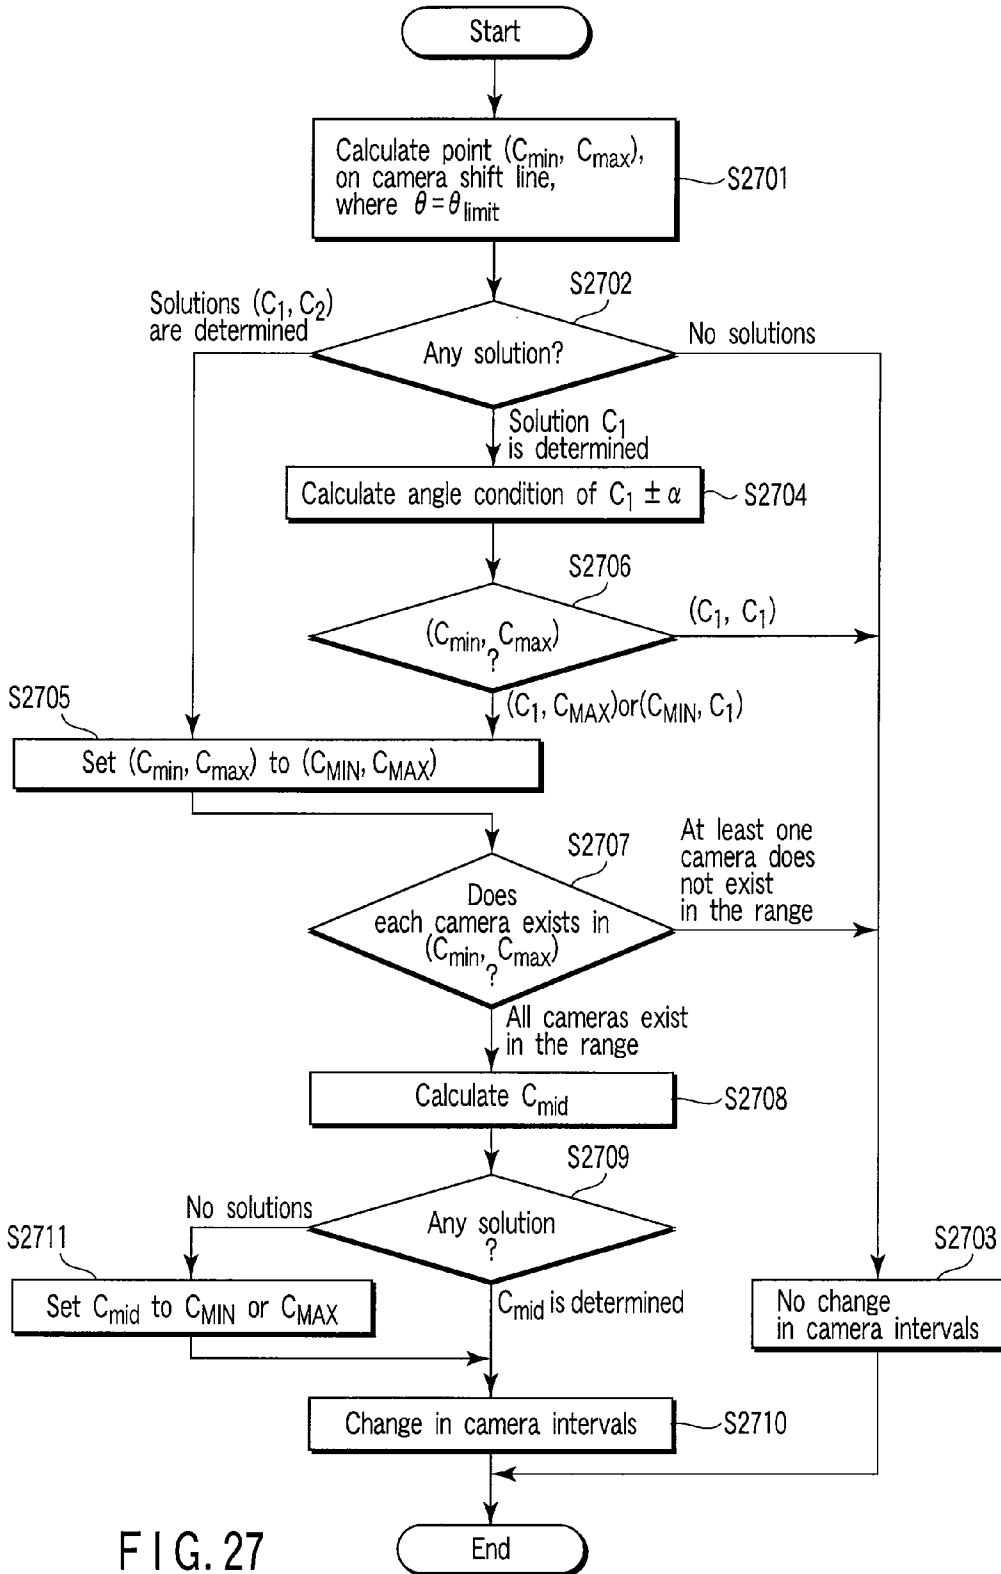 Start
Calculate point (Cmin, Cmax),
on camera shift line,
where θ=θlimit
S2701
S2702
Solutions (C1, C2)
are determined
Any solution?
No solutions
Solution C1
is determined
Calculate angle condition of C1 ± α
S2704
S2706
(Cmin, Cmax)
?
(C1, C1)
S2705
(C1, CMAX)or(CMIN, C1)
Set (Cmin, Cmax) to (CMIN, CMAX)
S2707
At least one
camera does
not exist
in the range
Does
each camera exists in
(Cmin, Cmax)
?
All cameras exist
in the range
Calculate Cmid
S2708
S2709
No solutions
Any solution
?
S2711
Set Cmid to CMIN or CMAX
Cmid is determined
S2703
No change
in camera intervals
Change in camera intervals
S2710
End
FIG. 27